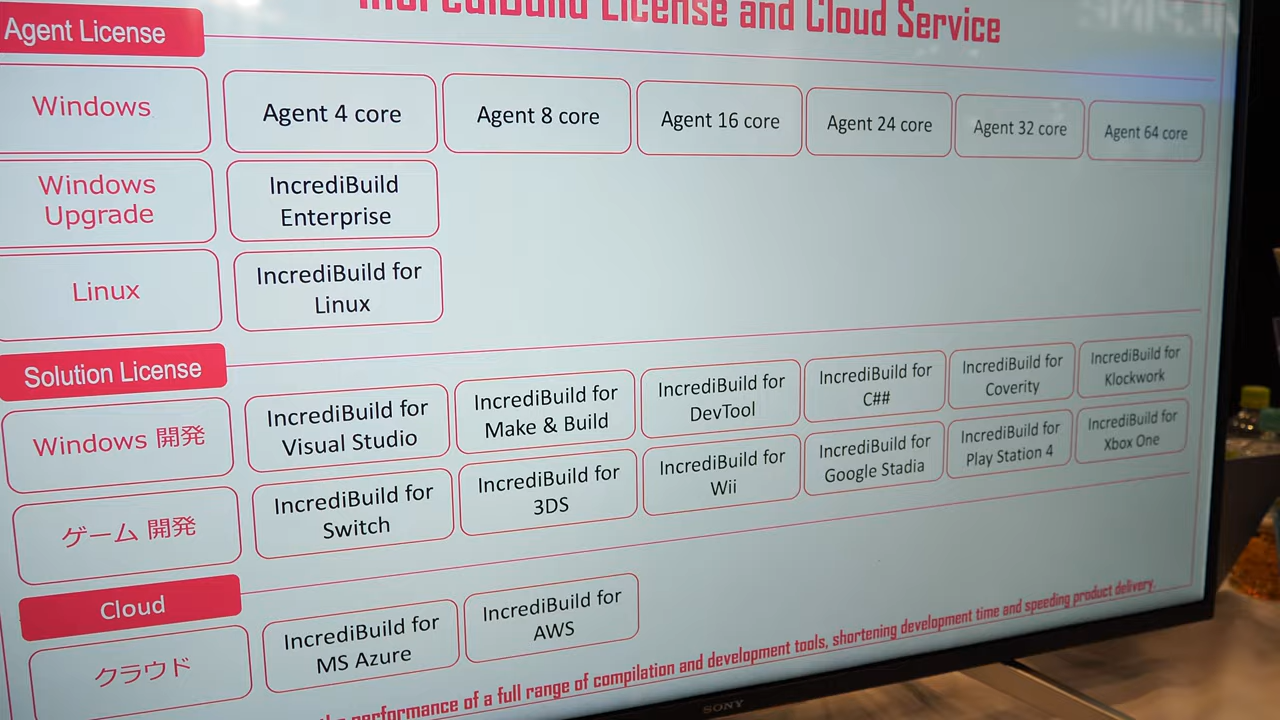 IncrediBuild License and Cloud Service
Agent License
Windows
Agent 4 core
Agent 8 core
Agent 16 core
Agent 24 core
Agent 32 core
Agent 64 core
Windows
Upgrade
IncrediBuild
Enterprise
Linux
IncrediBuild for
Linux
Solution License
Windows 開発
IncrediBuild for
Visual Studio
IncrediBuild for
Make & Build
IncrediBuild for
DevTool
IncrediBuild for
C##
IncrediBuild for
Coverity
IncrediBuild for
Klockwork
ゲーム 開発
IncrediBuild for
Switch
IncrediBuild for
3DS
IncrediBuild for
Wii
IncrediBuild for
Google Stadia
IncrediBuild for
Play Station 4
IncrediBuild for
Xbox One
Cloud
クラウド
IncrediBuild for
MS Azure
IncrediBuild for
AWS
performance of a full range of compilation and development tools, shortening development time and speeding product delivery.
SONY